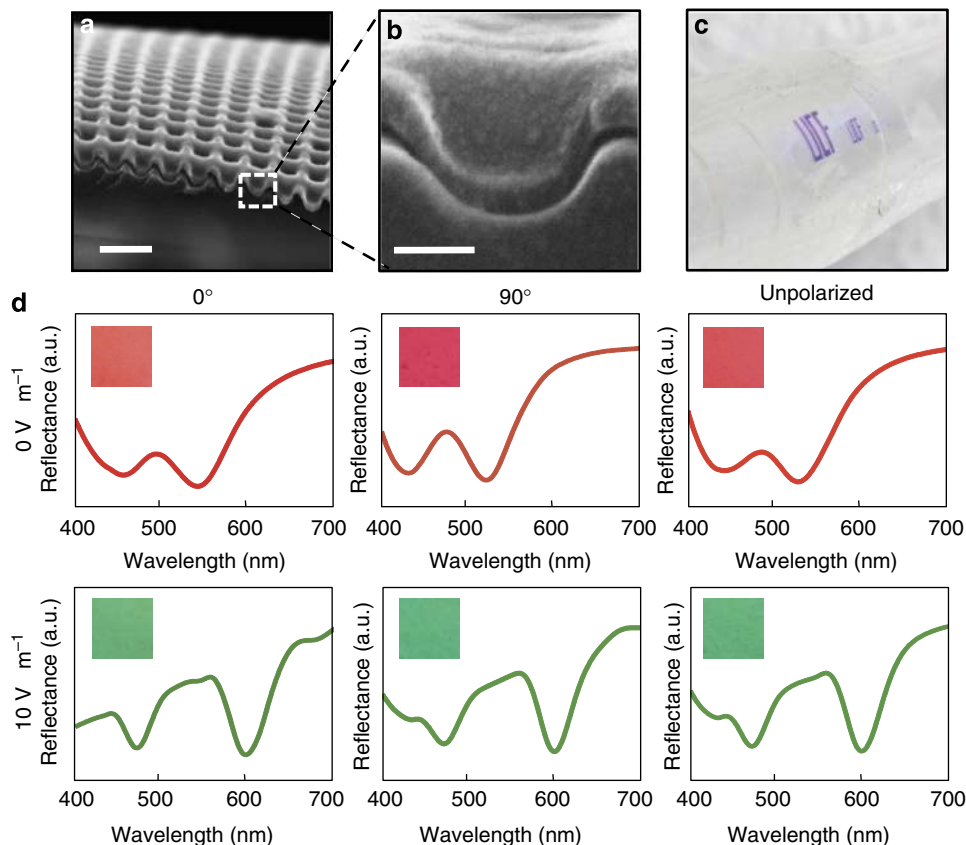 a
b
c
UCF
UCF
d
0°
90°
Unpolarized
0 V m⁻¹
Reflectance (a.u.)
400 500 600 700
Wavelength (nm)
Reflectance (a.u.)
400 500 600 700
Wavelength (nm)
Reflectance (a.u.)
400 500 600 700
Wavelength (nm)
10 V m⁻¹
Reflectance (a.u.)
400 500 600 700
Wavelength (nm)
Reflectance (a.u.)
400 500 600 700
Wavelength (nm)
Reflectance (a.u.)
400 500 600 700
Wavelength (nm)